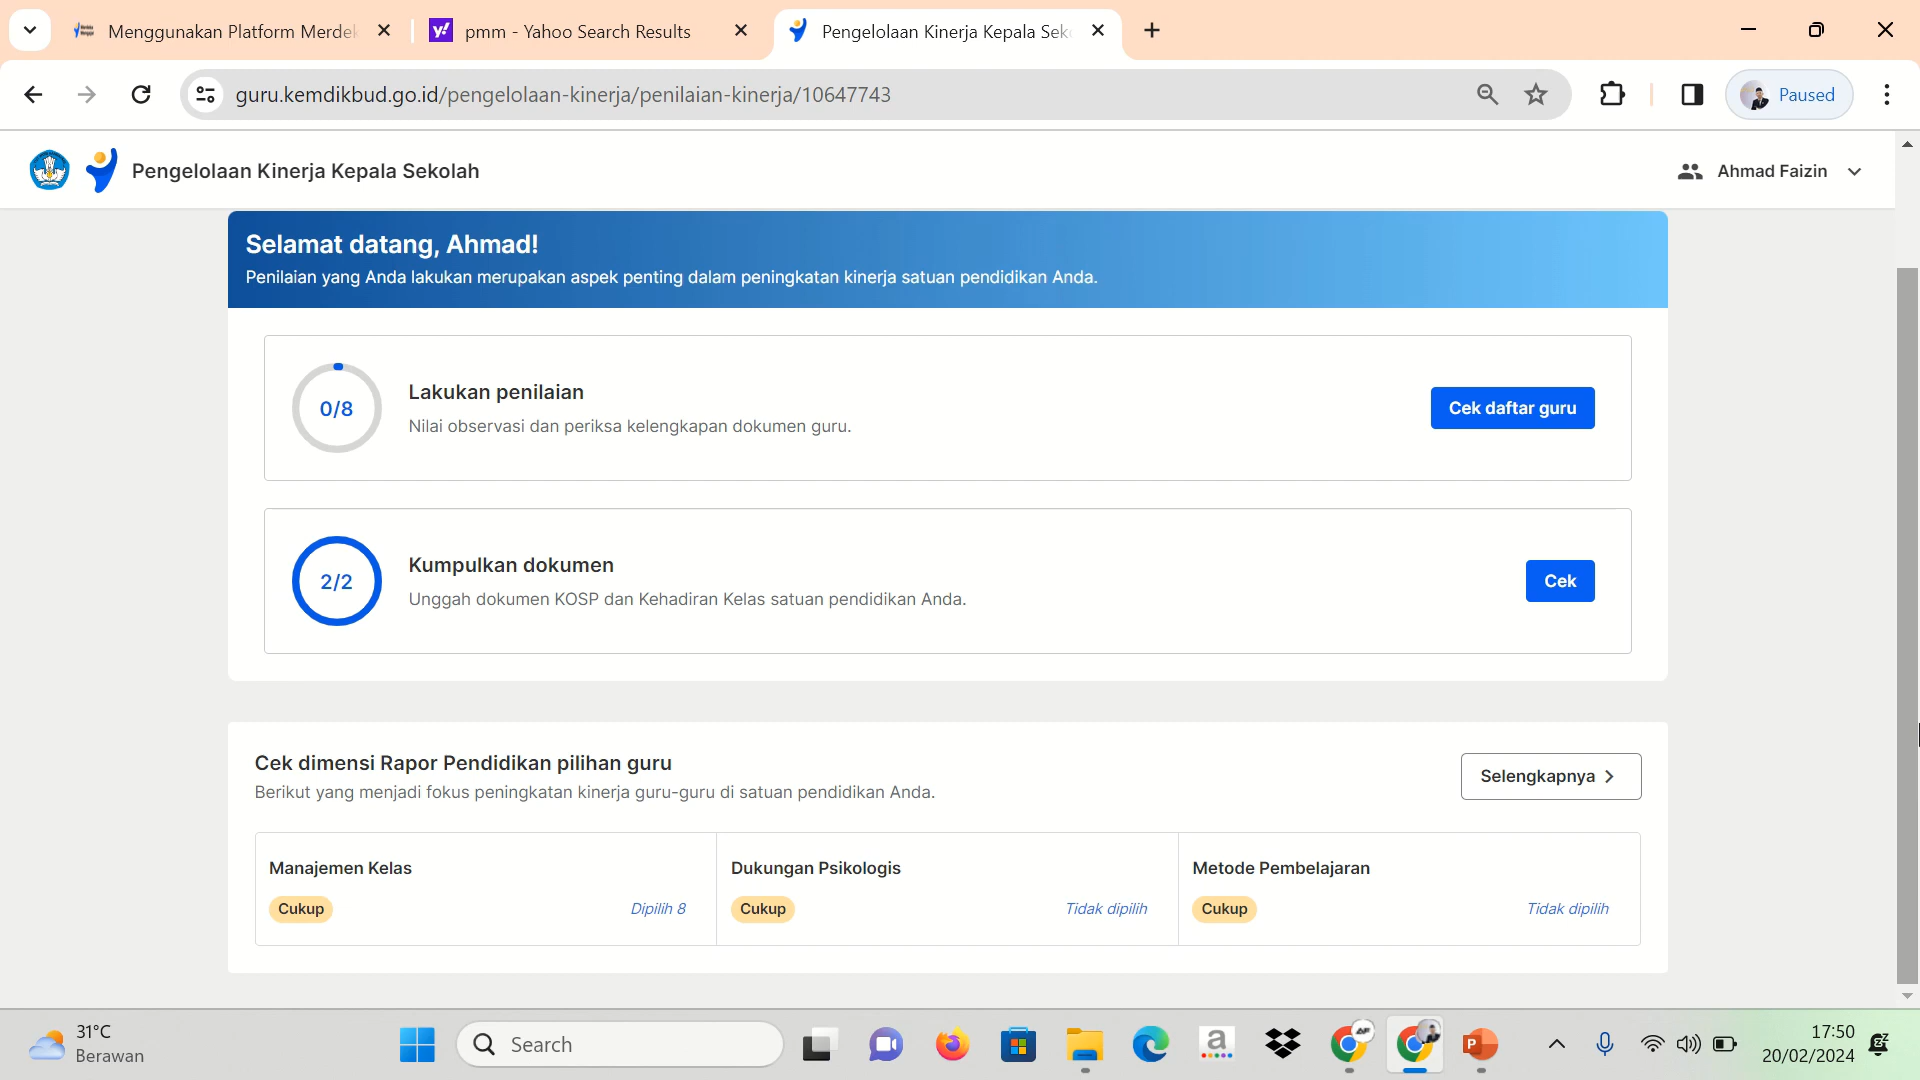 Menggunakan Platform Merdek
pmm - Yahoo Search Results
Pengelolaan Kinerja Kepala Sek
guru.kemdikbud.go.id/pengelolaan-kinerja/penilaian-kinerja/10647743
Paused
Pengelolaan Kinerja Kepala Sekolah
Ahmad Faizin
Selamat datang, Ahmad!
Penilaian yang Anda lakukan merupakan aspek penting dalam peningkatan kinerja satuan pendidikan Anda.
0/8
Lakukan penilaian
Nilai observasi dan periksa kelengkapan dokumen guru.
Cek daftar guru
2/2
Kumpulkan dokumen
Unggah dokumen KOSP dan Kehadiran Kelas satuan pendidikan Anda.
Cek
Cek dimensi Rapor Pendidikan pilihan guru
Berikut yang menjadi fokus peningkatan kinerja guru-guru di satuan pendidikan Anda.
Selengkapnya
Manajemen Kelas
Cukup
Dipilih 8
Dukungan Psikologis
Cukup
Tidak dipilih
Metode Pembelajaran
Cukup
Tidak dipilih
31°C
Berawan
Search
17:50
20/02/2024